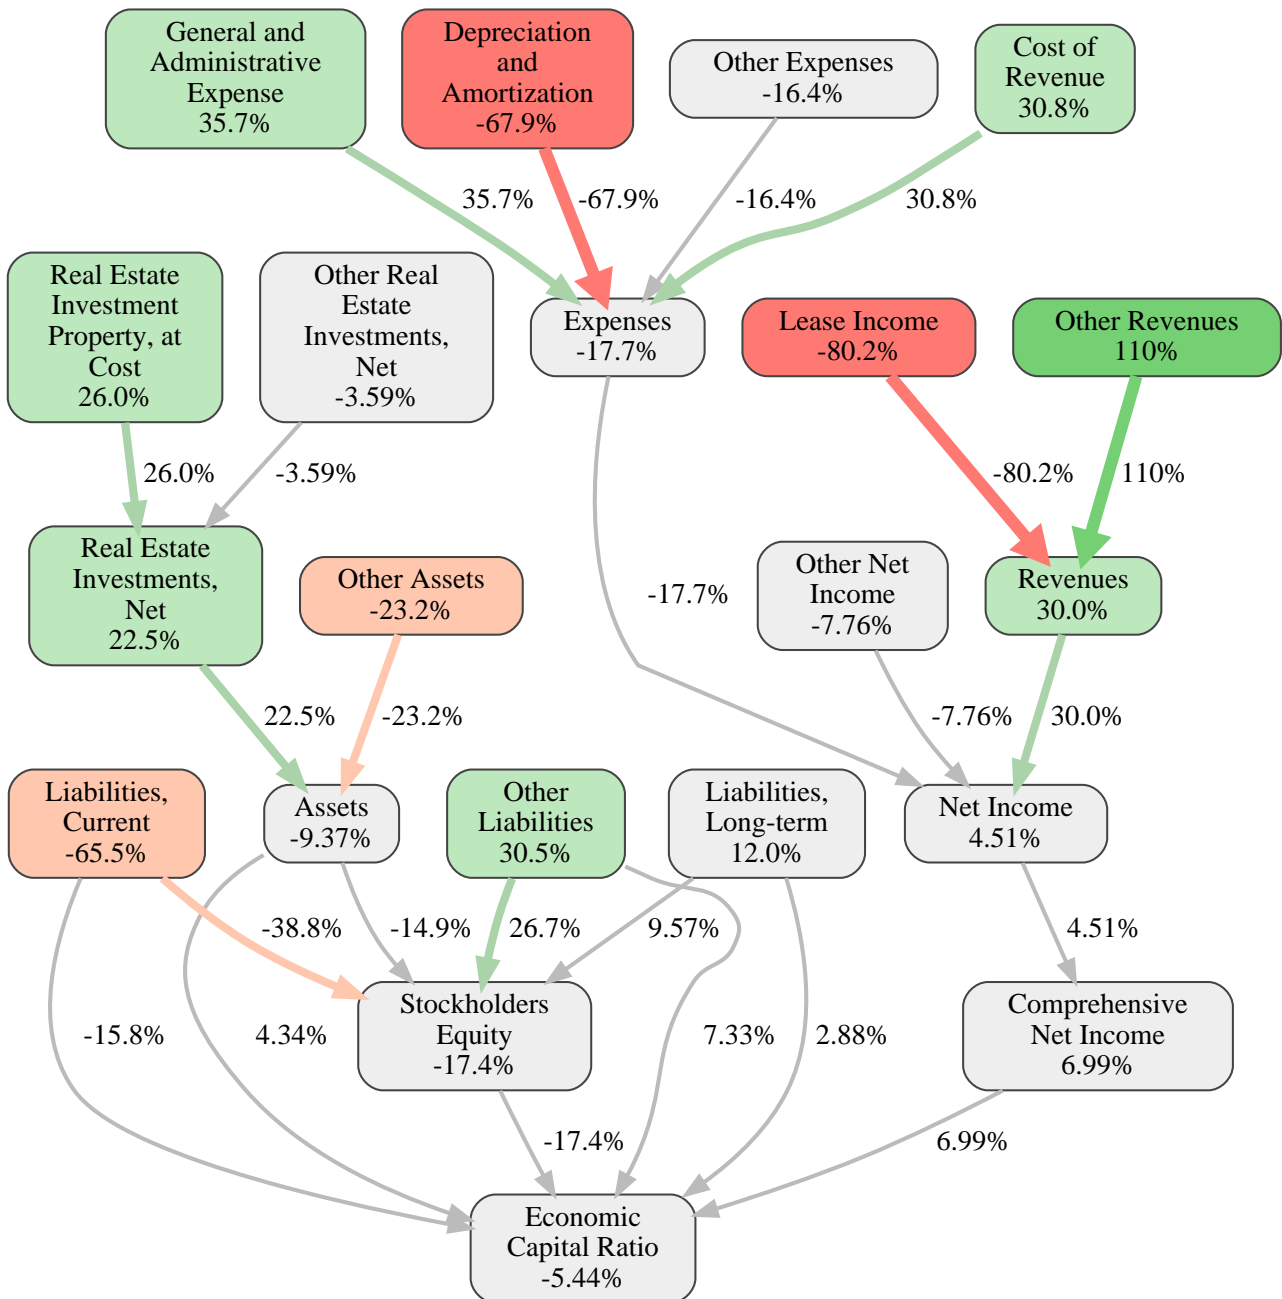 General and
Administrative
Expense
35.7%
Depreciation
and
Amortization
-67.9%
Other Expenses
-16.4%
Cost of
Revenue
30.8%
35.7%
-67.9%
-16.4%
30.8%
Real Estate
Investment
Property, at
Cost
26.0%
Other Real
Estate
Investments,
Net
-3.59%
Expenses
-17.7%
Lease Income
-80.2%
Other Revenues
110%
26.0%
-3.59%
-80.2%
110%
Real Estate
Investments,
Net
22.5%
Other Assets
-23.2%
-17.7%
Other Net
Income
-7.76%
Revenues
30.0%
22.5%
-23.2%
-7.76%
30.0%
Liabilities,
Current
-65.5%
Assets
-9.37%
Other
Liabilities
30.5%
Liabilities,
Long-term
12.0%
Net Income
4.51%
-38.8%
-14.9%
26.7%
9.57%
4.51%
Stockholders
Equity
-17.4%
Comprehensive
Net Income
6.99%
-15.8%
4.34%
7.33%
2.88%
-17.4%
6.99%
Economic
Capital Ratio
-5.44%